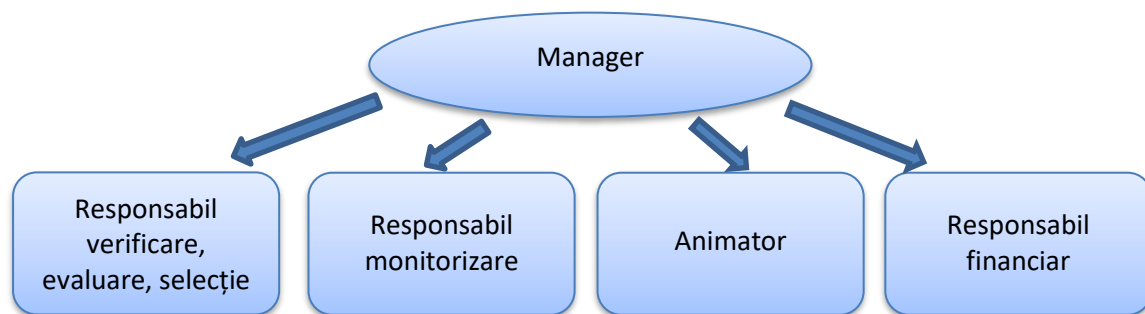 Manager
Responsabil
verificare,
evaluare, selecție
Responsabil
monitorizare
Animator
Responsabil
financiar